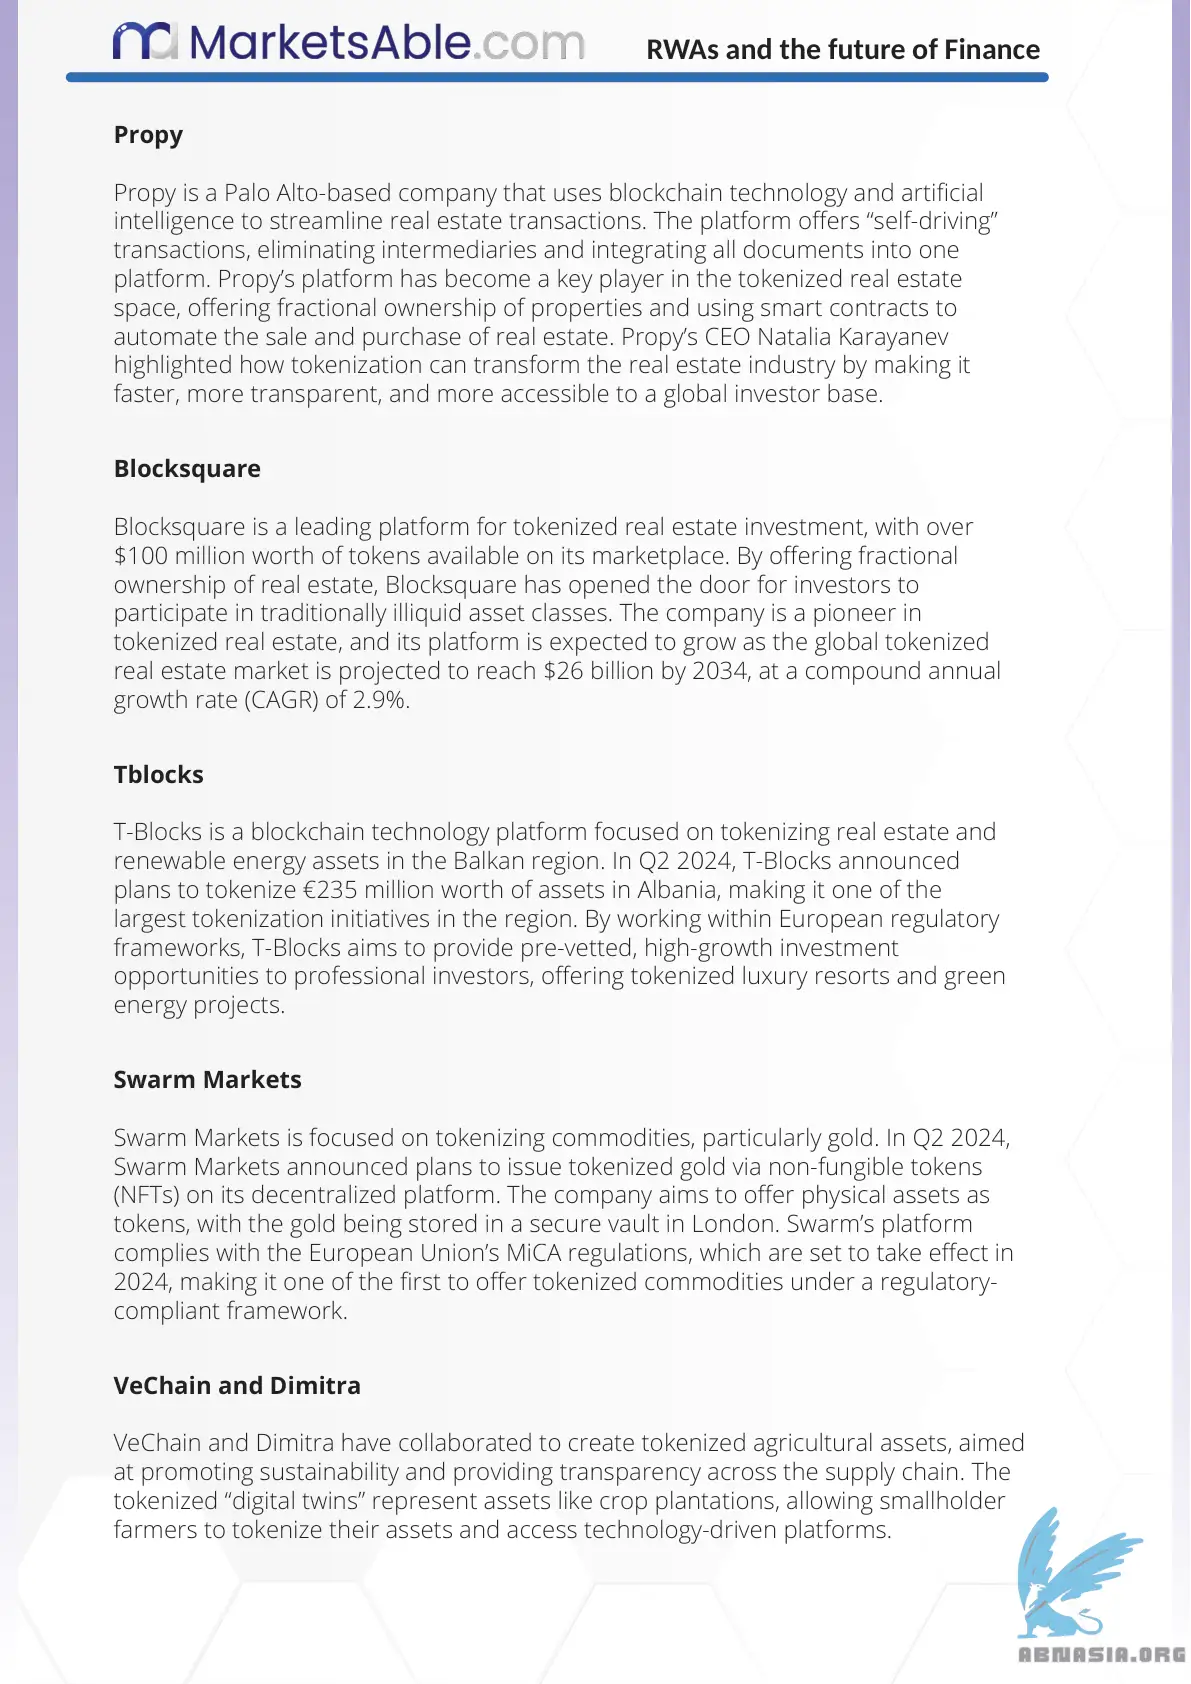 MarketsAble.com
RWAs and the future of Finance
Propy
Propy is a Palo Alto-based company that uses blockchain technology and artificial
intelligence to streamline real estate transactions. The platform offers “self-driving”
transactions, eliminating intermediaries and integrating all documents into one
platform. Propy’s platform has become a key player in the tokenized real estate
space, offering fractional ownership of properties and using smart contracts to
automate the sale and purchase of real estate. Propy’s CEO Natalia Karayanev
highlighted how tokenization can transform the real estate industry by making it
faster, more transparent, and more accessible to a global investor base.
Blocksquare
Blocksquare is a leading platform for tokenized real estate investment, with over
$100 million worth of tokens available on its marketplace. By offering fractional
ownership of real estate, Blocksquare has opened the door for investors to
participate in traditionally illiquid asset classes. The company is a pioneer in
tokenized real estate, and its platform is expected to grow as the global tokenized
real estate market is projected to reach $26 billion by 2034, at a compound annual
growth rate (CAGR) of 2.9%.
Tblocks
T-Blocks is a blockchain technology platform focused on tokenizing real estate and
renewable energy assets in the Balkan region. In Q2 2024, T-Blocks announced
plans to tokenize €235 million worth of assets in Albania, making it one of the
largest tokenization initiatives in the region. By working within European regulatory
frameworks, T-Blocks aims to provide pre-vetted, high-growth investment
opportunities to professional investors, offering tokenized luxury resorts and green
energy projects.
Swarm Markets
Swarm Markets is focused on tokenizing commodities, particularly gold. In Q2 2024,
Swarm Markets announced plans to issue tokenized gold via non-fungible tokens
(NFTs) on its decentralized platform. The company aims to offer physical assets as
tokens, with the gold being stored in a secure vault in London. Swarm’s platform
complies with the European Union’s MiCA regulations, which are set to take effect in
2024, making it one of the first to offer tokenized commodities under a regulatory-
compliant framework.
VeChain and Dimitra
VeChain and Dimitra have collaborated to create tokenized agricultural assets, aimed
at promoting sustainability and providing transparency across the supply chain. The
tokenized “digital twins” represent assets like crop plantations, allowing smallholder
farmers to tokenize their assets and access technology-driven platforms.
ABNASIA.ORG